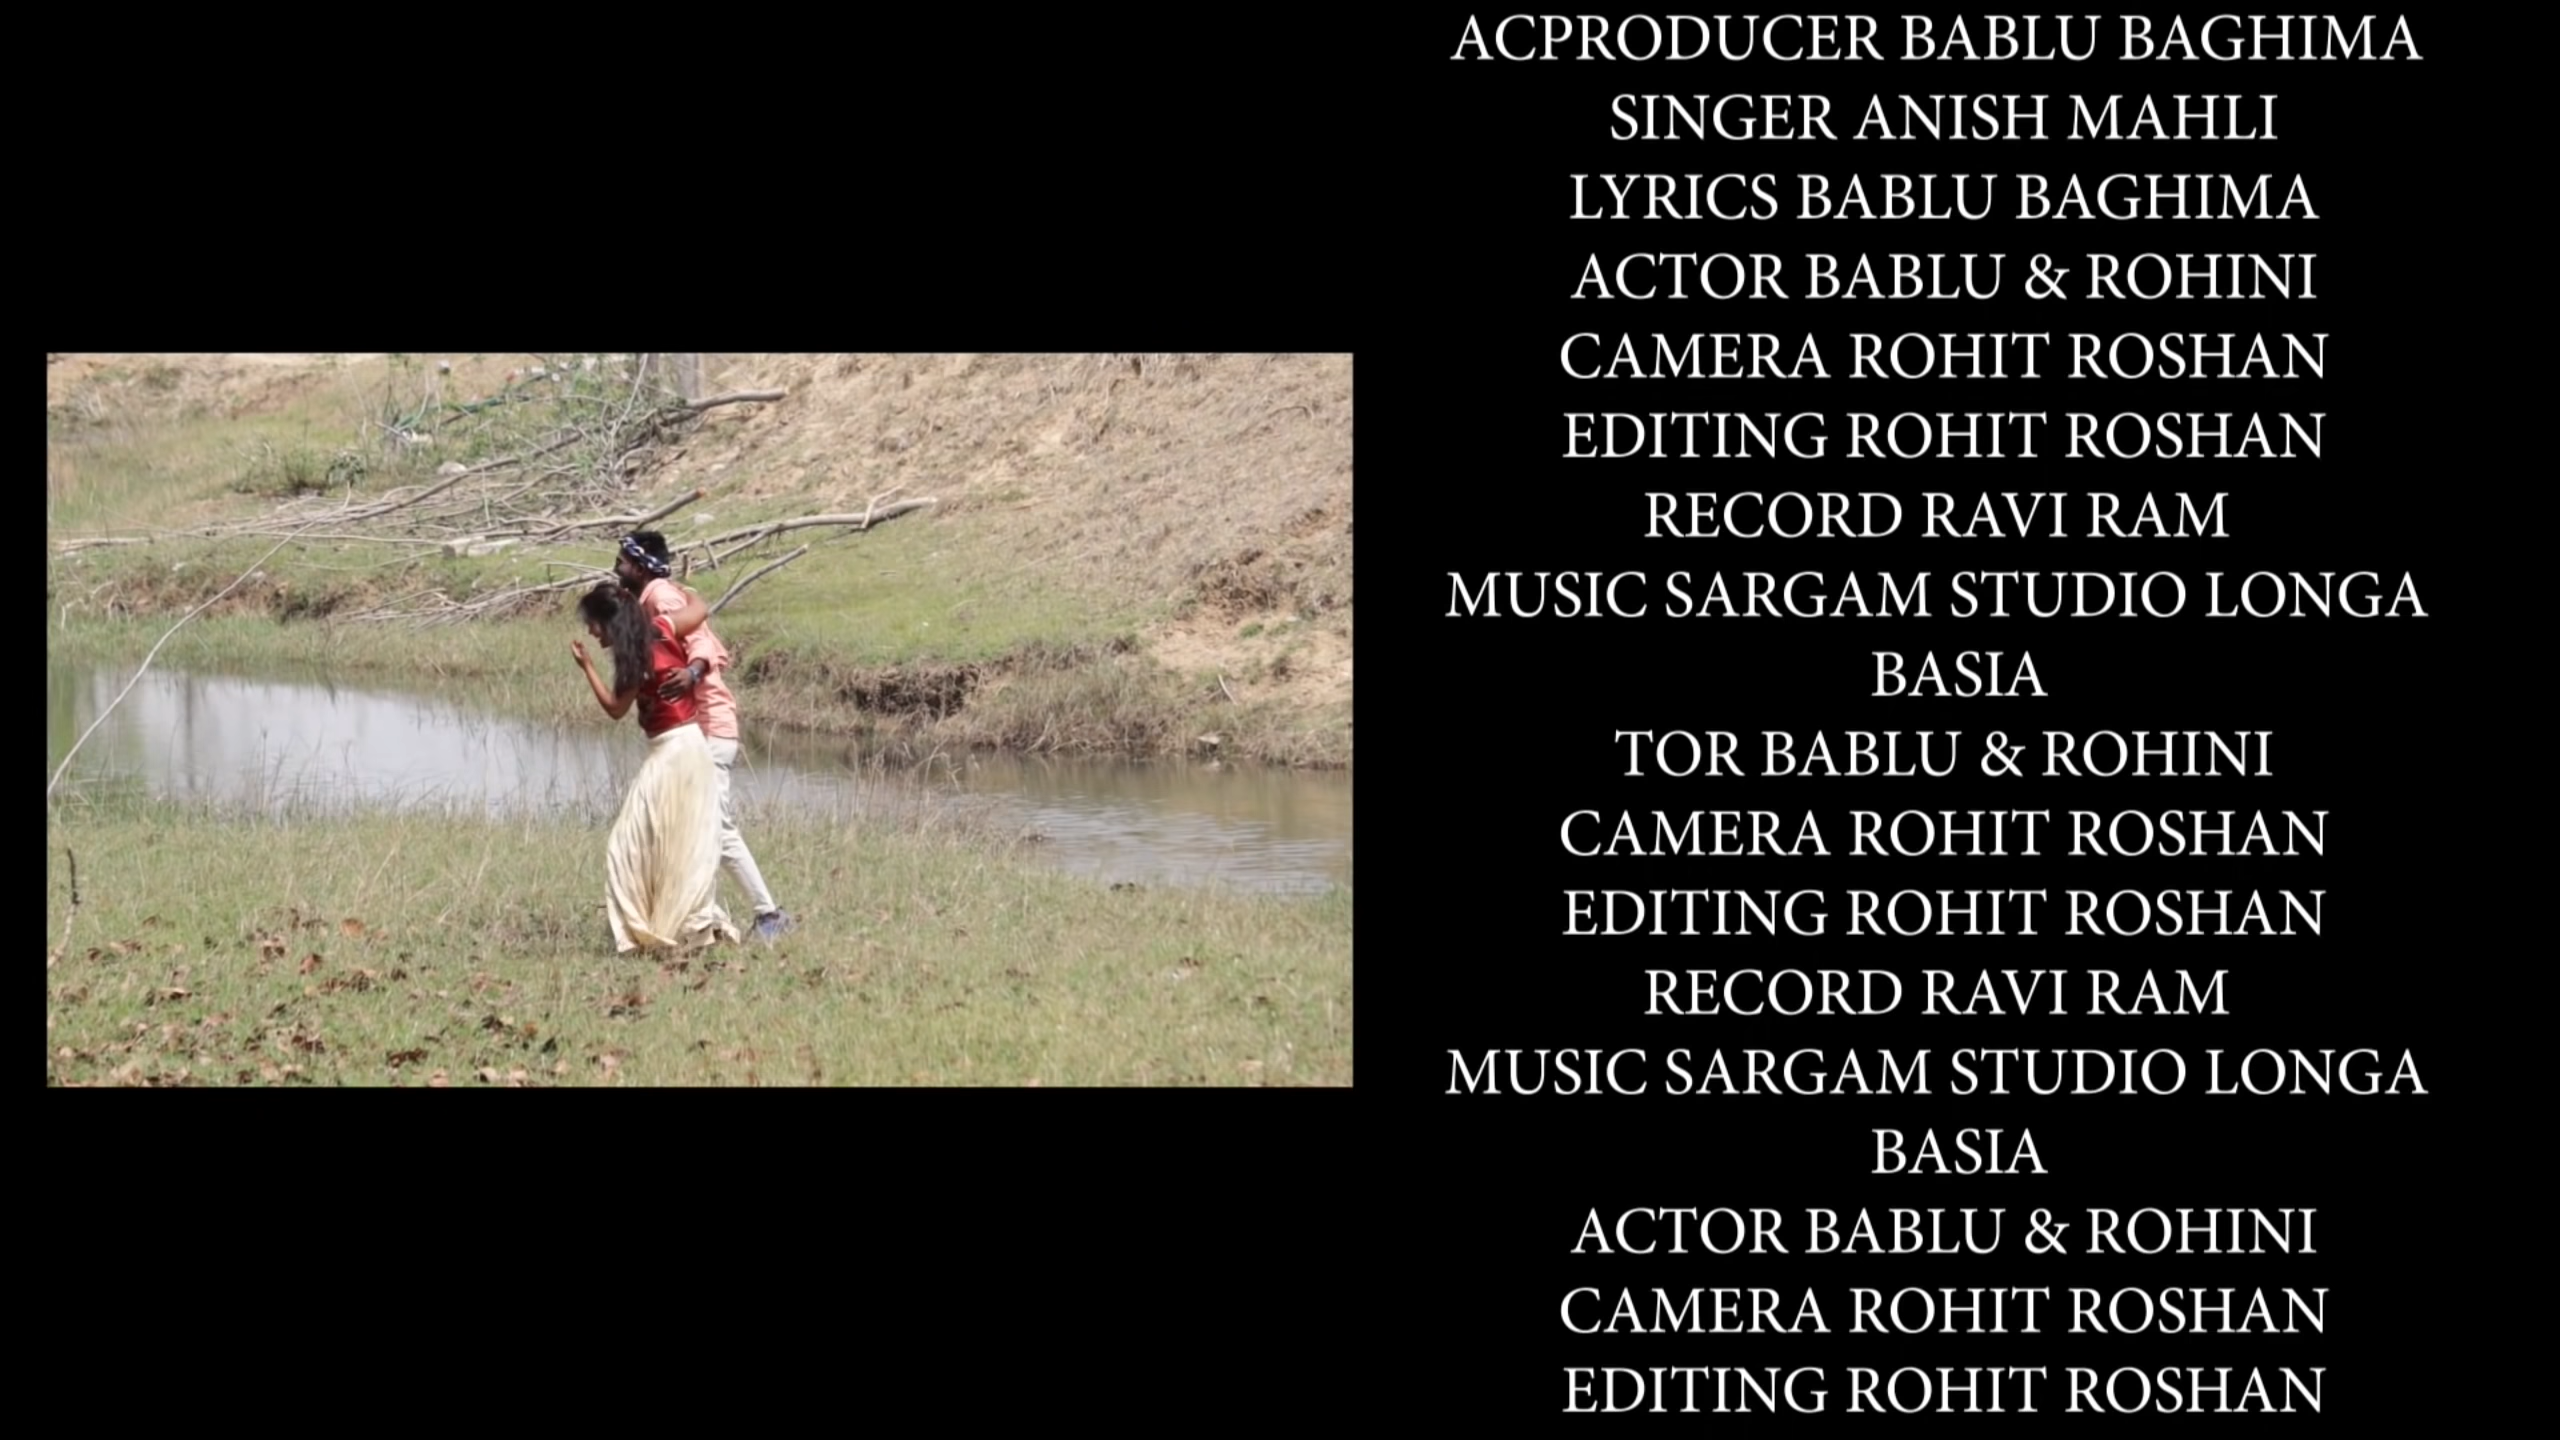 ACPRODUCER BABLU BAGHIMA
SINGER ANISH MAHLI
LYRICS BABLU BAGHIMA
ACTOR BABLU & ROHINI
CAMERA ROHIT ROSHAN
EDITING ROHIT ROSHAN
RECORD RAVI RAM
MUSIC SARGAM STUDIO LONGA
BASIA
TOR BABLU & ROHINI
CAMERA ROHIT ROSHAN
EDITING ROHIT ROSHAN
RECORD RAVI RAM
MUSIC SARGAM STUDIO LONGA
BASIA
ACTOR BABLU & ROHINI
CAMERA ROHIT ROSHAN
EDITING ROHIT ROSHAN